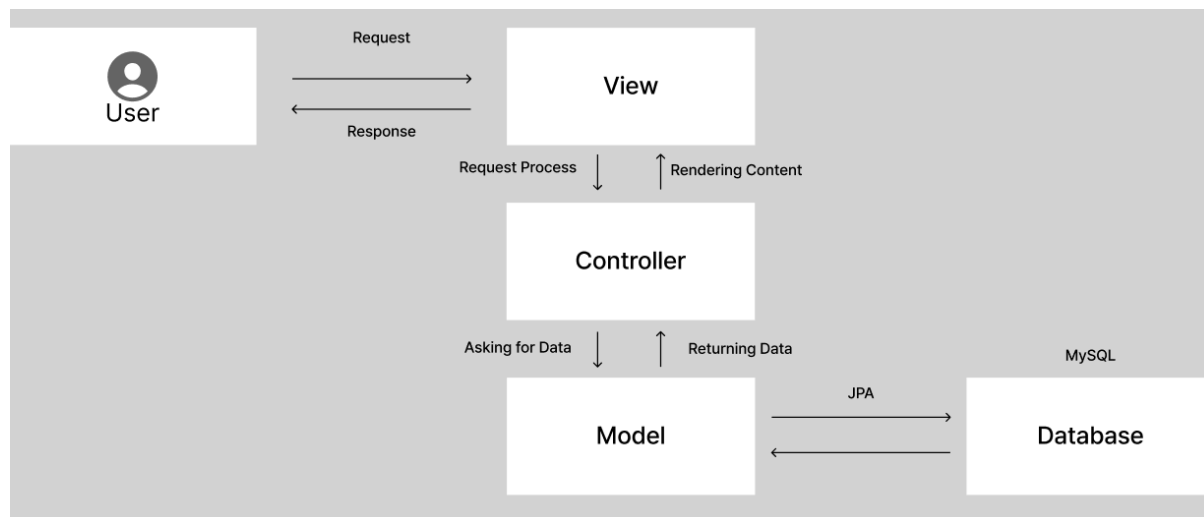 Request
User
View
Response
Request Process
Rendering Content
Controller
Asking for Data
Returning Data
MySQL
JPA
Model
Database